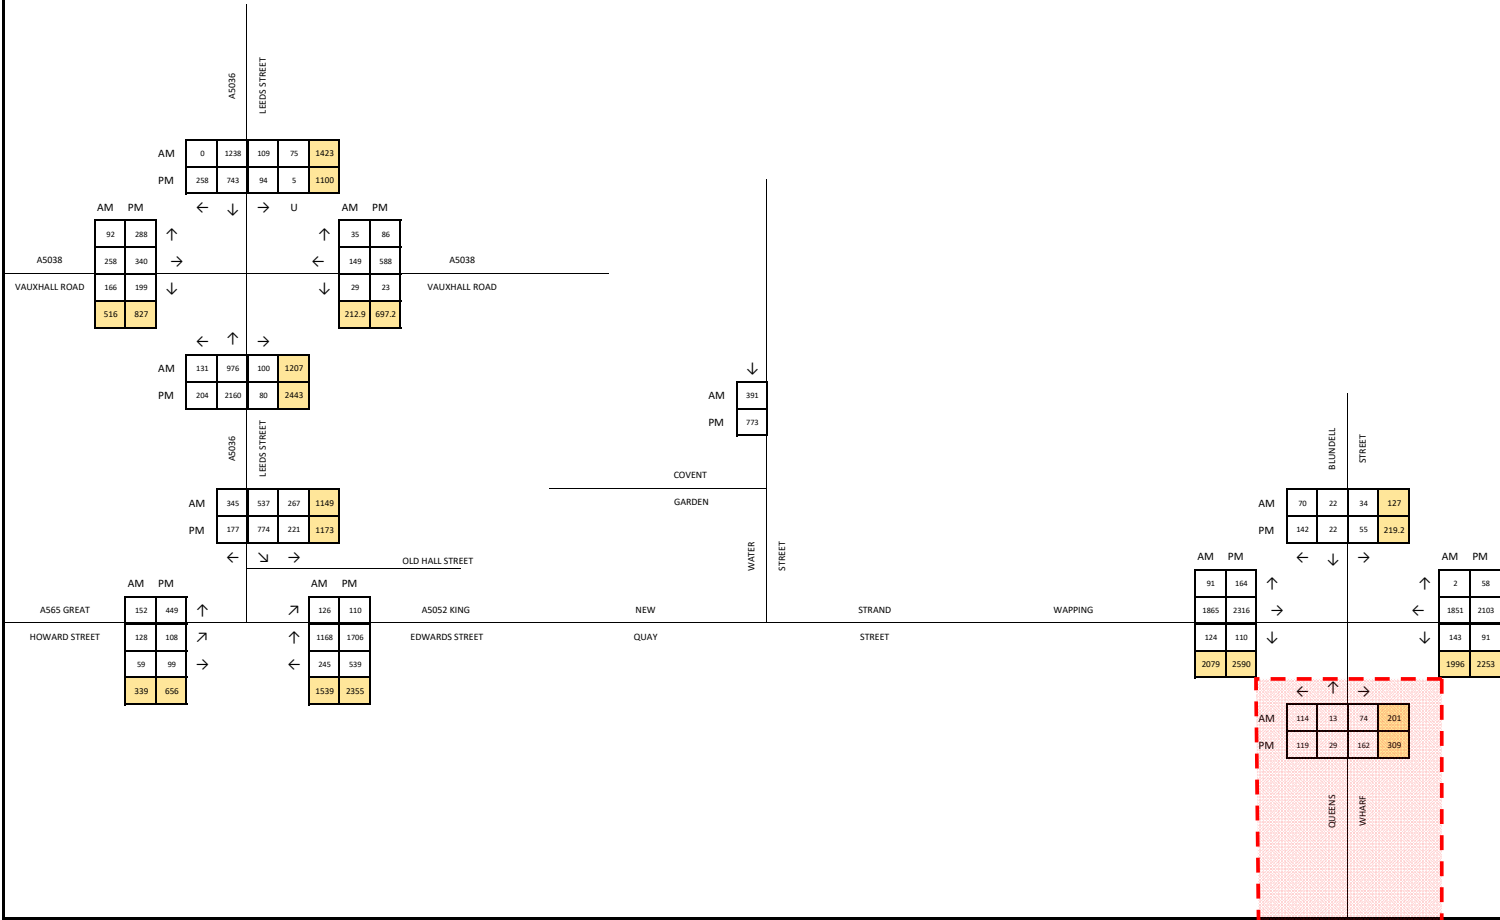 A5036
LEEDS STREET
AM 0 1238 109 75 1423
PM 258 743 94 5 1100
← ↓ → U
AM PM
92 288 ↑
258 340 →
166 199 ↓
516 827
AM PM
↑ 35 86
← 149 588
↓ 29 23
212.9 697.2
A5038
VAUXHALL ROAD
A5038
VAUXHALL ROAD
← ↑ →
AM 131 976 100 1207
PM 204 2160 80 2443
A5036
LEEDS STREET
↓
AM 391
PM 773
COVENT
GARDEN
WATER
STREET
BLUNDELL
STREET
AM 345 537 267 1149
PM 177 774 221 1173
← ↘ →
OLD HALL STREET
AM 70 22 34 127
PM 142 22 55 219.2
← ↓ →
AM PM
152 449 ↑
128 108 ↗
59 99 →
339 656
AM PM
↗ 126 110
↑ 1168 1706
← 245 539
1539 2355
A565 GREAT
HOWARD STREET
A5052 KING
EDWARDS STREET
NEW
QUAY
STRAND
STREET
WAPPING
AM PM
91 164 ↑
1865 2316 →
124 110 ↓
2079 2590
AM PM
↑ 2 58
← 1851 2103
↓ 143 91
1996 2253
← ↑ →
AM 114 13 74 201
PM 119 29 162 309
QUEENS
WHARF